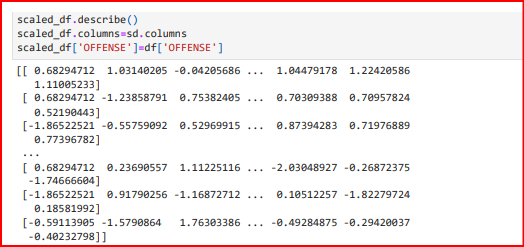 scaled_df.describe()
scaled_df.columns=sd.columns
scaled_df['OFFENSE']=df['OFFENSE']
[[ 0.68294712 1.03140205 -0.04205686 ... 1.04479178 1.22420586
1.11005233]
[ 0.68294712 -1.23858791 0.75382405 ... 0.70309388 0.70957824
0.52190443]
[-1.86522521 -0.55759092 0.52969915 ... 0.87394283 0.71976889
0.77396782]
...
[ 0.68294712 0.23690557 1.11225116 ... -2.03048927 -0.26872375
-1.74666604]
[-1.86522521 0.91790256 -1.16872712 ... 0.10512257 -1.82279724
0.18581992]
[-0.59113905 -1.5790864 1.76303386 ... -0.49284875 -0.29420037
-0.40232798]]